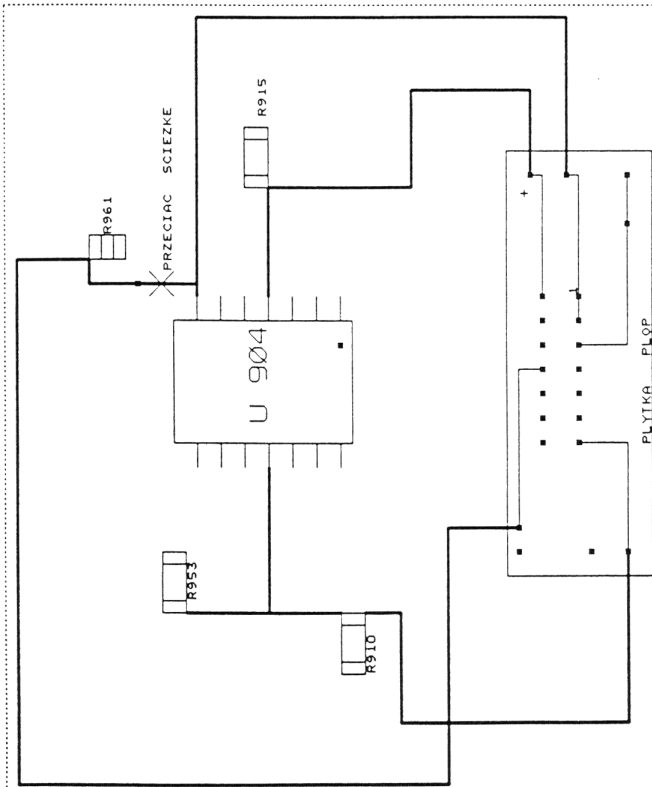 R915
R961
PRZECIAC SCIEZKE
+
1
U 904
PLYTKA PLOP
R953
R910